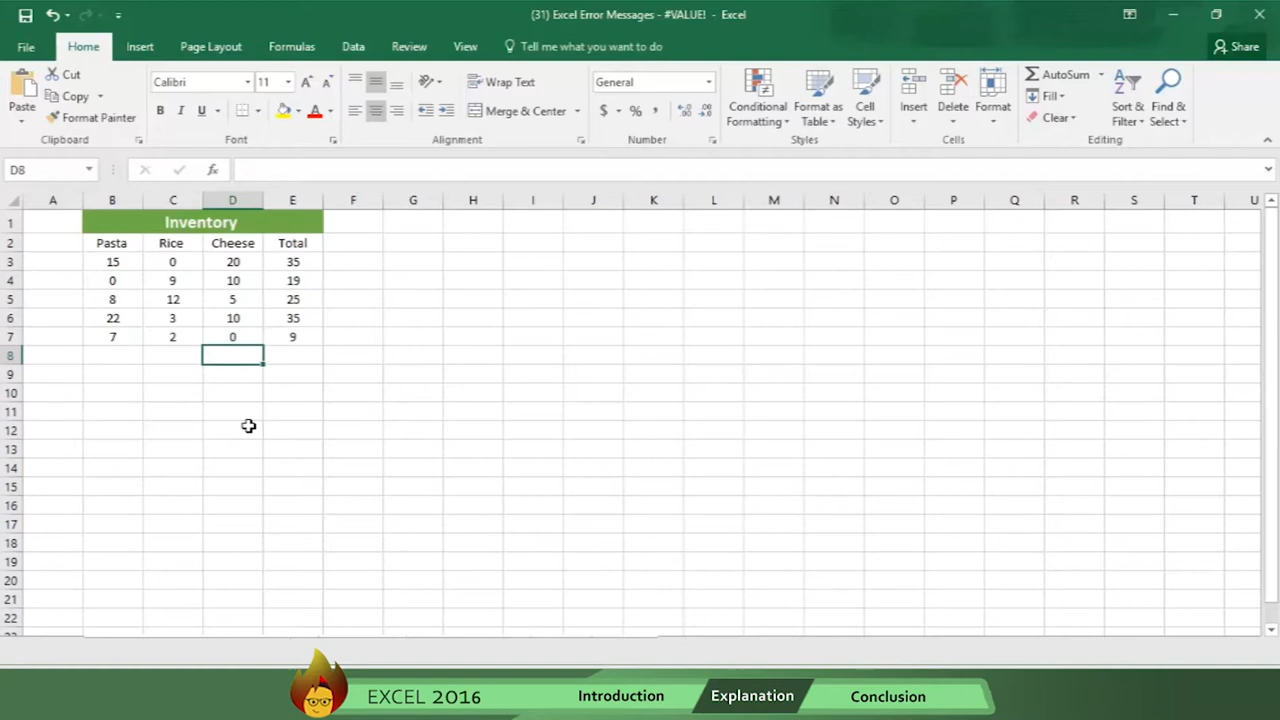 (31) Excel Error Messages - #VALUE! - Excel
File Home Insert Page Layout Formulas Data Review View Tell me what you want to do Share
Paste Cut Copy Format Painter Clipboard
Calibri 11 B I U A Font
Wrap Text Merge & Center Alignment
General $ % , Number
Conditional Formatting Format as Table Cell Styles Styles
Insert Delete Format Cells
AutoSum Fill Clear Sort & Filter Find & Select Editing
D8 fx
A B C D E F G H I J K L M N O P Q R S T U
1 Inventory
2 Pasta Rice Cheese Total
3 15 0 20 35
4 0 9 10 19
5 8 12 5 25
6 22 3 10 35
7 7 2 0 9
8
9
10
11
12
13
14
15
16
17
18
19
20
21
22
EXCEL 2016 Introduction Explanation Conclusion